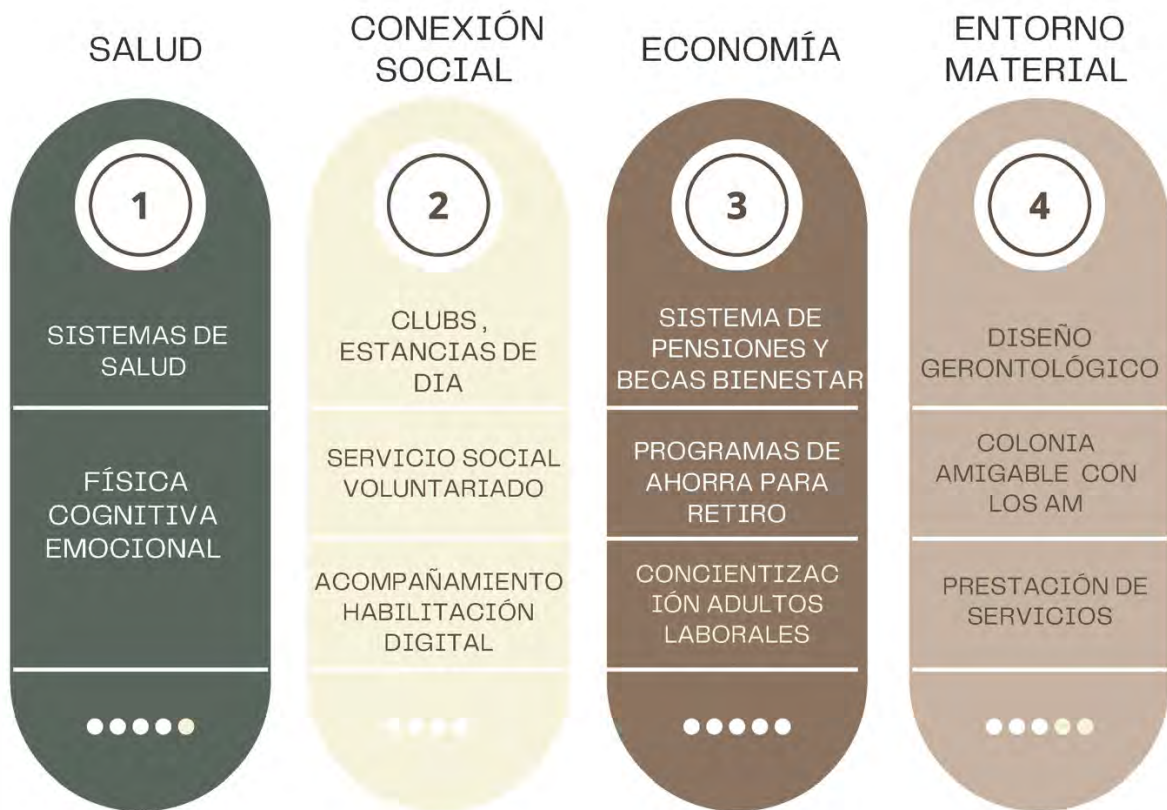 SALUD
1
SISTEMAS DE
SALUD
FÍSICA
COGNITIVA
EMOCIONAL
CONEXIÓN
SOCIAL
2
CLUBS,
ESTANCIAS DE
DIA
SERVICIO SOCIAL
VOLUNTARIADO
ACOMPAÑAMIENTO
HABILITACIÓN
DIGITAL
ECONOMÍA
3
SISTEMA DE
PENSIONES Y
BECAS BIENESTAR
PROGRAMAS DE
AHORRA PARA
RETIRO
CONCIENTIZAC
IÓN ADULTOS
LABORALES
ENTORNO
MATERIAL
4
DISEÑO
GERONTOLÓGICO
COLONIA
AMIGABLE CON
LOS AM
PRESTACIÓN DE
SERVICIOS